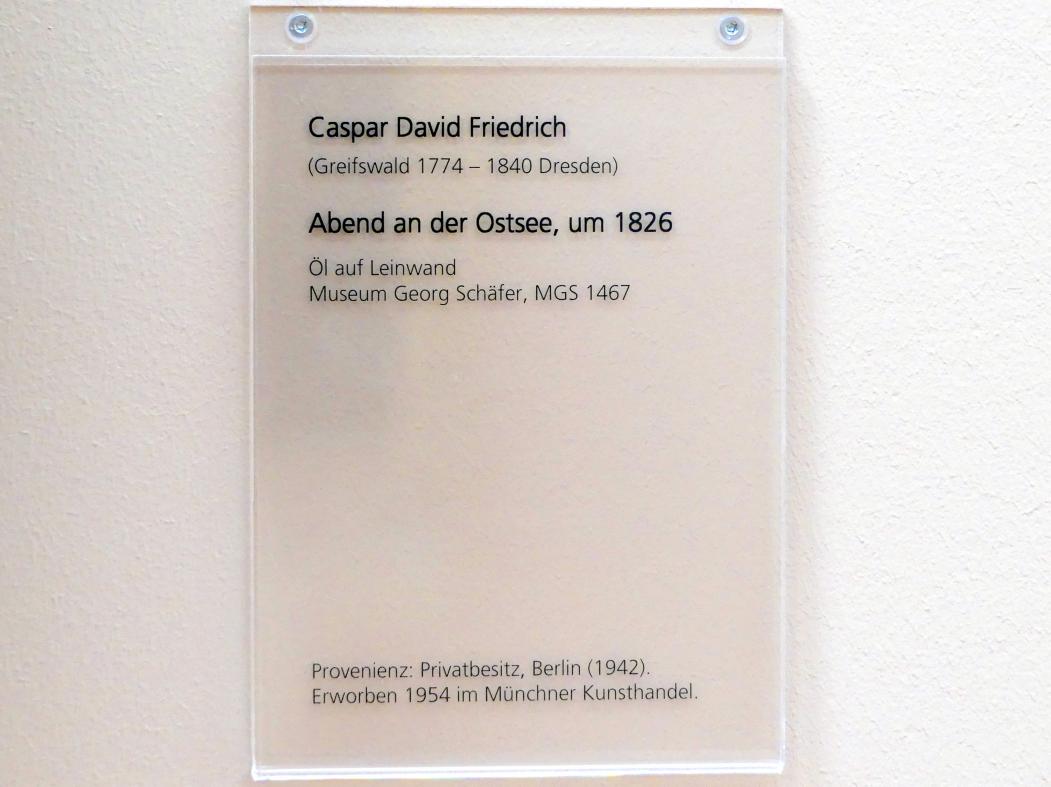 Caspar David Friedrich
(Greifswald 1774 – 1840 Dresden)
Abend an der Ostsee, um 1826
Öl auf Leinwand
Museum Georg Schäfer, MGS 1467
Provenienz: Privatbesitz, Berlin (1942).
Erworben 1954 im Münchner Kunsthandel.